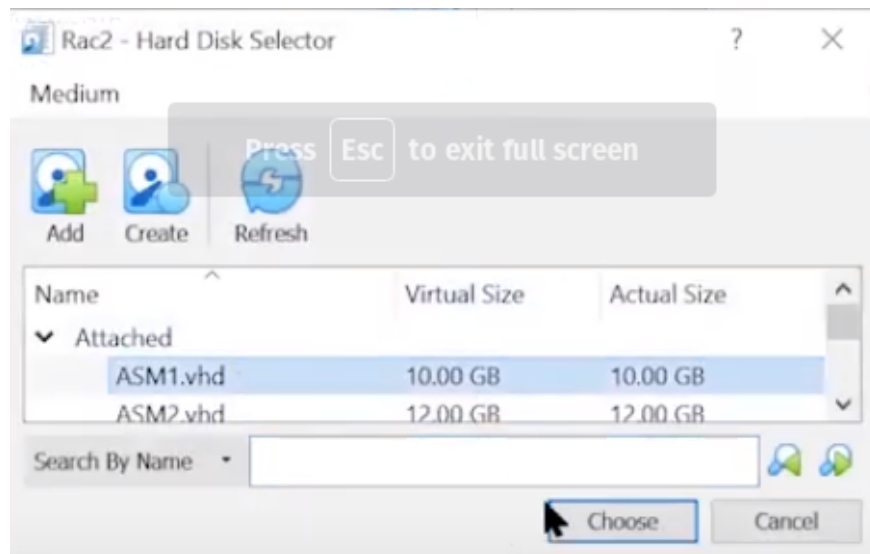 Rac2 - Hard Disk Selector ?
Medium
Press Esc to exit full screen
Add Create Refresh
Name Virtual Size Actual Size
Attached
ASM1.vhd 10.00 GB 10.00 GB
ASM2.vhd 12.00 GB 12.00 GB
Search By Name
Choose Cancel